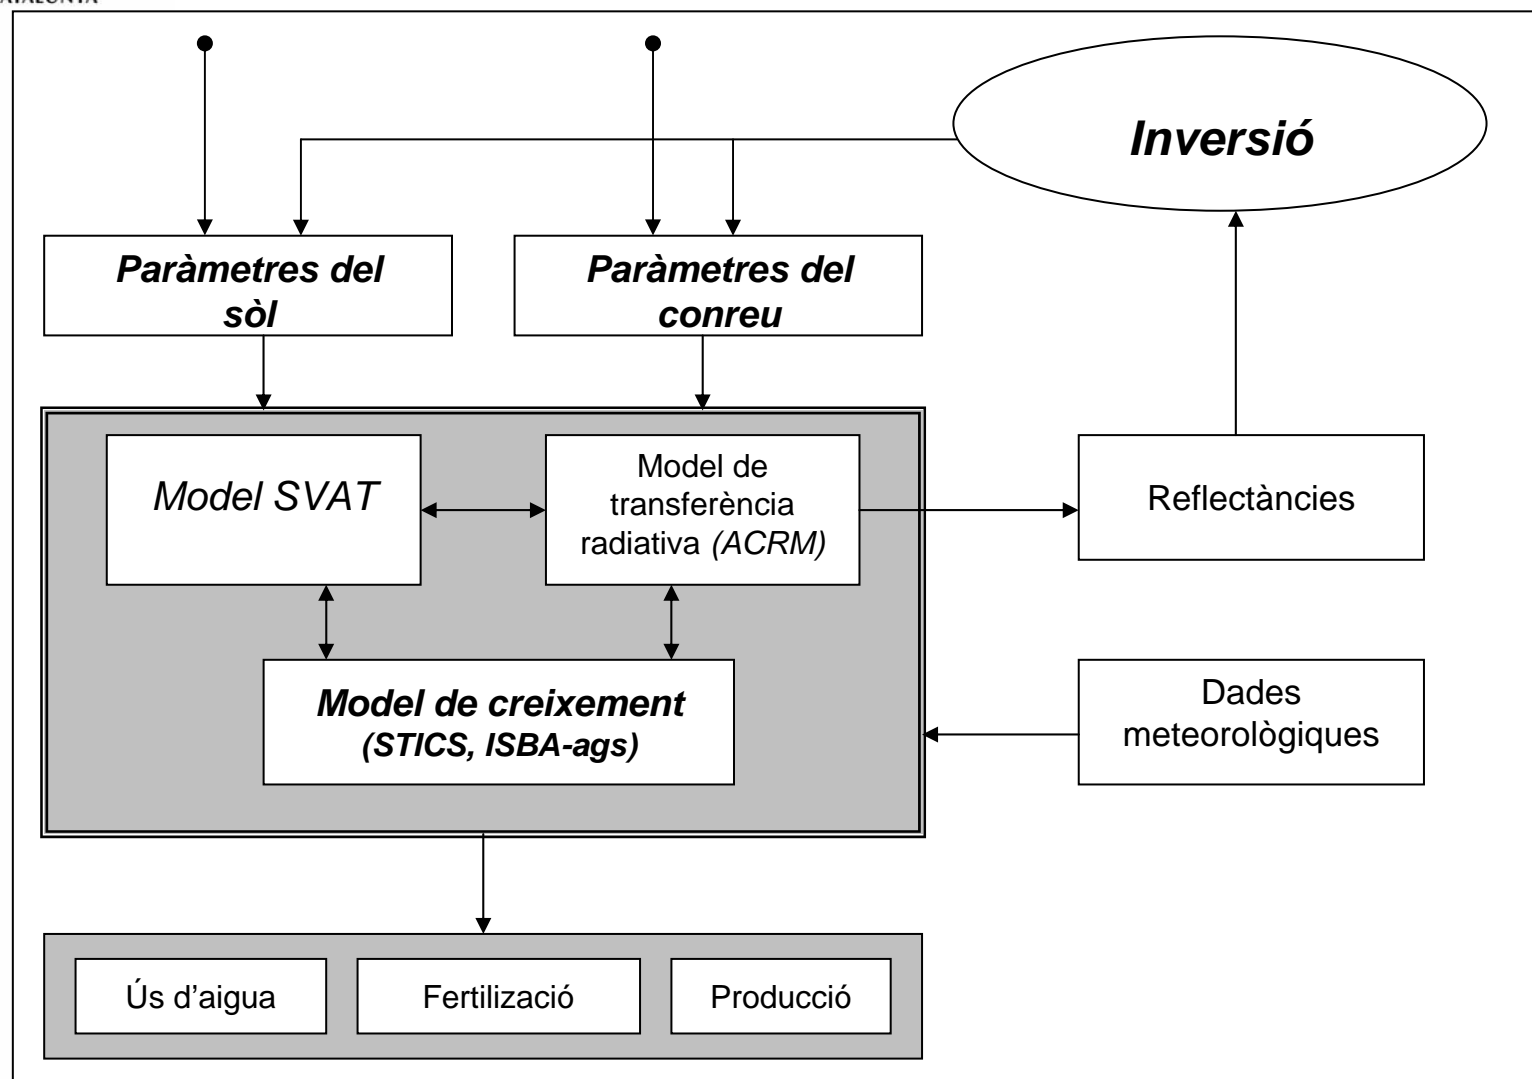 Inversió
Paràmetres del
sòl
Paràmetres del
conreu
Model SVAT
Model de
transferència
radiativa (ACRM)
Reflectàncies
Model de creixement
(STICS, ISBA-ags)
Dades
meteorològiques
Ús d’aigua
Fertilizació
Producció